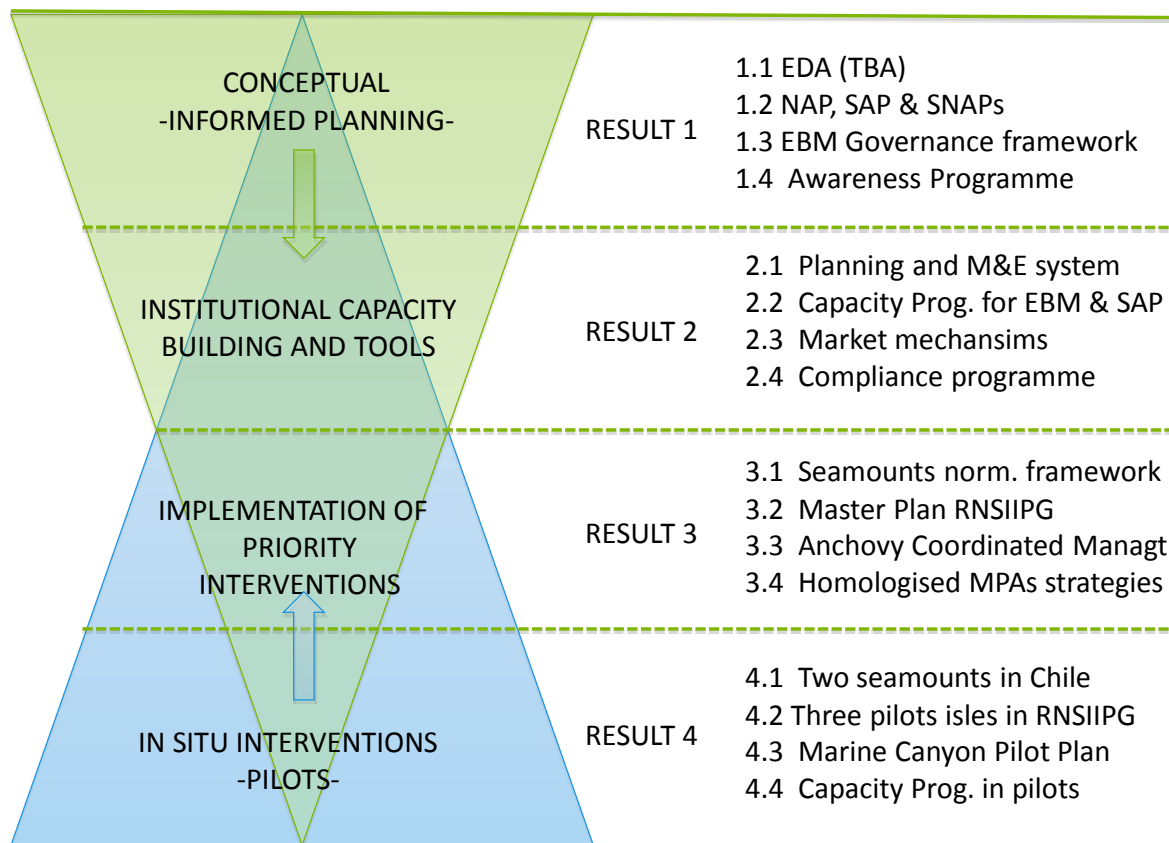 CONCEPTUAL
-INFORMED PLANNING-
RESULT 1
1.1 EDA (TBA)
1.2 NAP, SAP & SNAPs
1.3 EBM Governance framework
1.4 Awareness Programme
INSTITUTIONAL CAPACITY
BUILDING AND TOOLS
RESULT 2
2.1 Planning and M&E system
2.2 Capacity Prog. for EBM & SAP
2.3 Market mechansims
2.4 Compliance programme
IMPLEMENTATION OF
PRIORITY
INTERVENTIONS
RESULT 3
3.1 Seamounts norm. framework
3.2 Master Plan RNSIIPG
3.3 Anchovy Coordinated Managt
3.4 Homologised MPAs strategies
IN SITU INTERVENTIONS
-PILOTS-
RESULT 4
4.1 Two seamounts in Chile
4.2 Three pilots isles in RNSIIPG
4.3 Marine Canyon Pilot Plan
4.4 Capacity Prog. in pilots